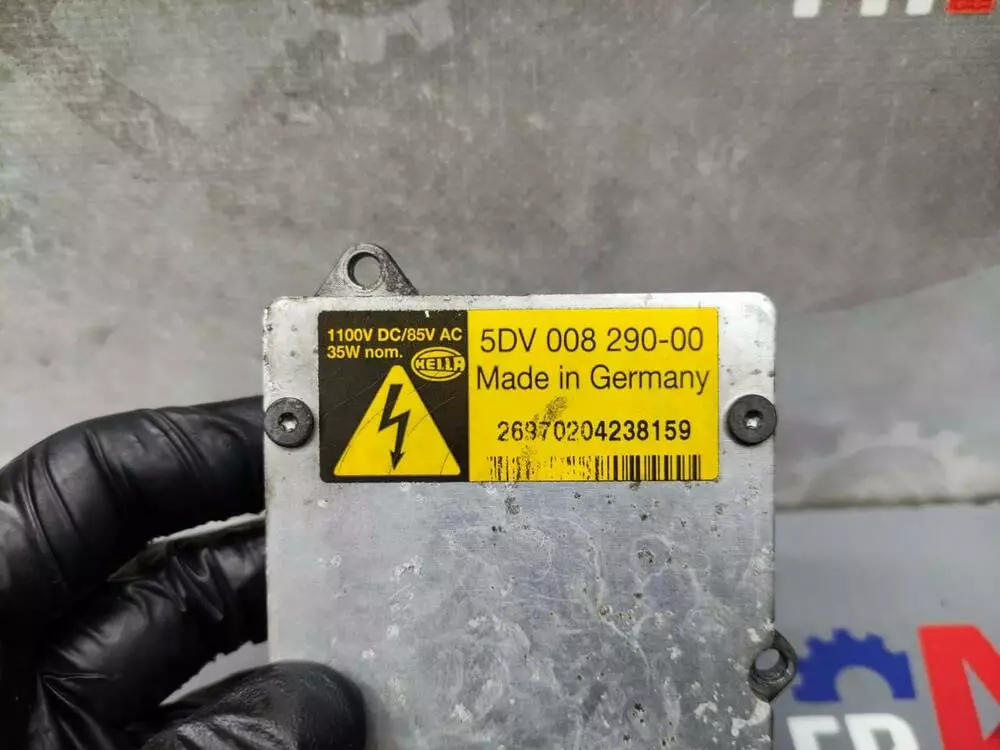 1100V DC/85V AC
35W nom.
HELLA
5DV 008 290-00
Made in Germany
26970204238159